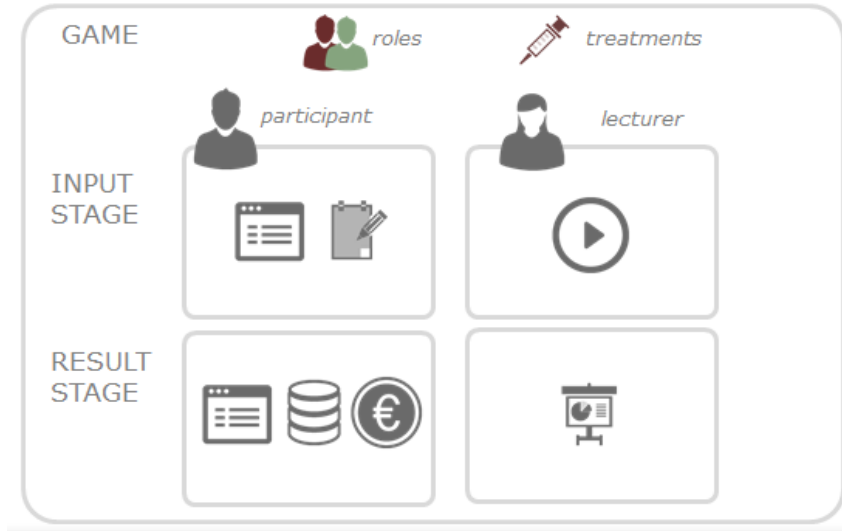 GAME
roles
treatments
participant
lecturer
INPUT
STAGE
RESULT
STAGE
€